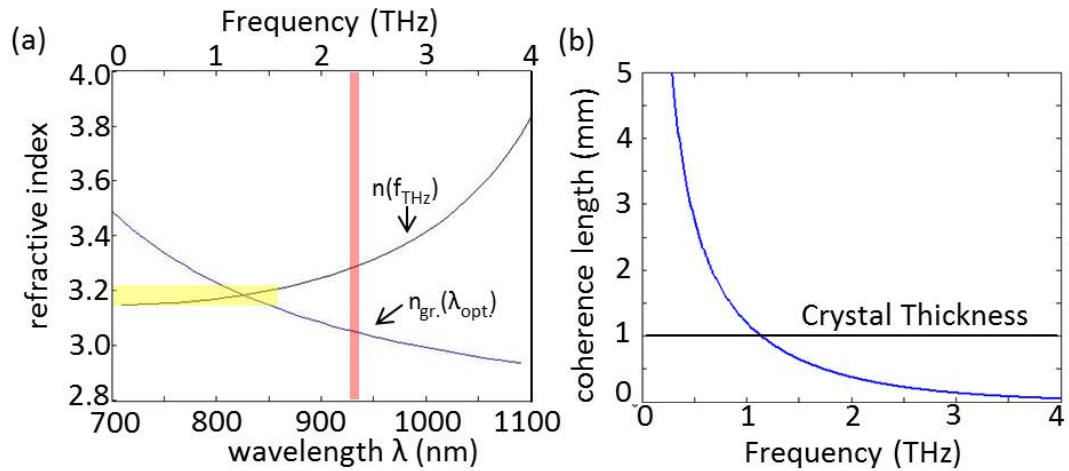 (a)
Frequency (THz)
0 1 2 3 4
4.0
3.8
3.6
3.4
3.2
3.0
2.8
refractive index
n(f_THz)
n_gr.(λ_opt.)
700 800 900 1000 1100
wavelength λ (nm)
(b)
5
4
3
2
1
0
coherence length (mm)
Crystal Thickness
0 1 2 3 4
Frequency (THz)